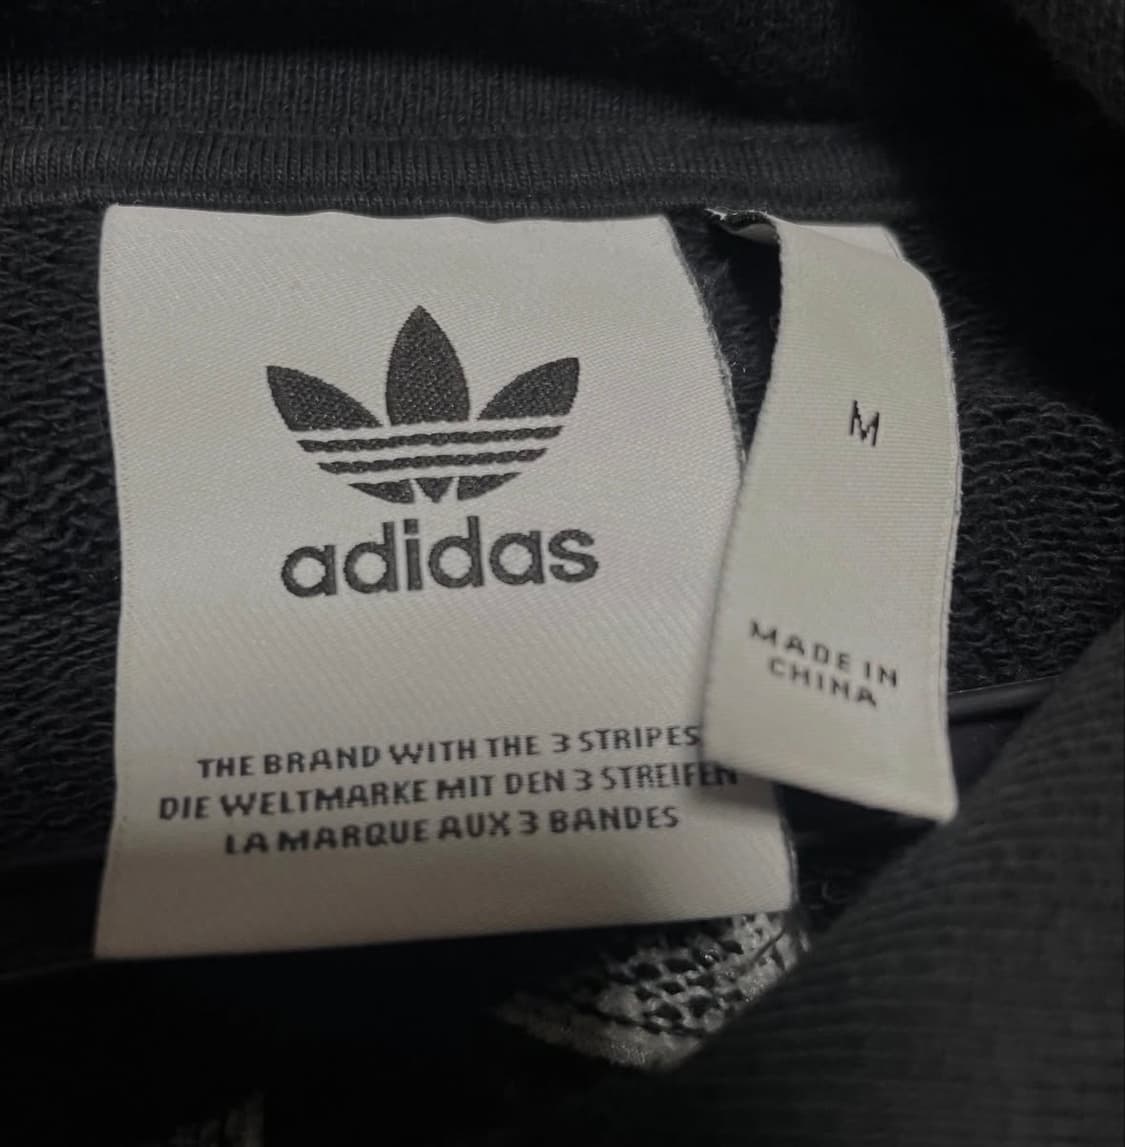 adidas
THE BRAND WITH THE 3 STRIPES
DIE WELTMARKE MIT DEN 3 STREIFEN
LA MARQUE AUX 3 BANDES
M
MADE IN
CHINA